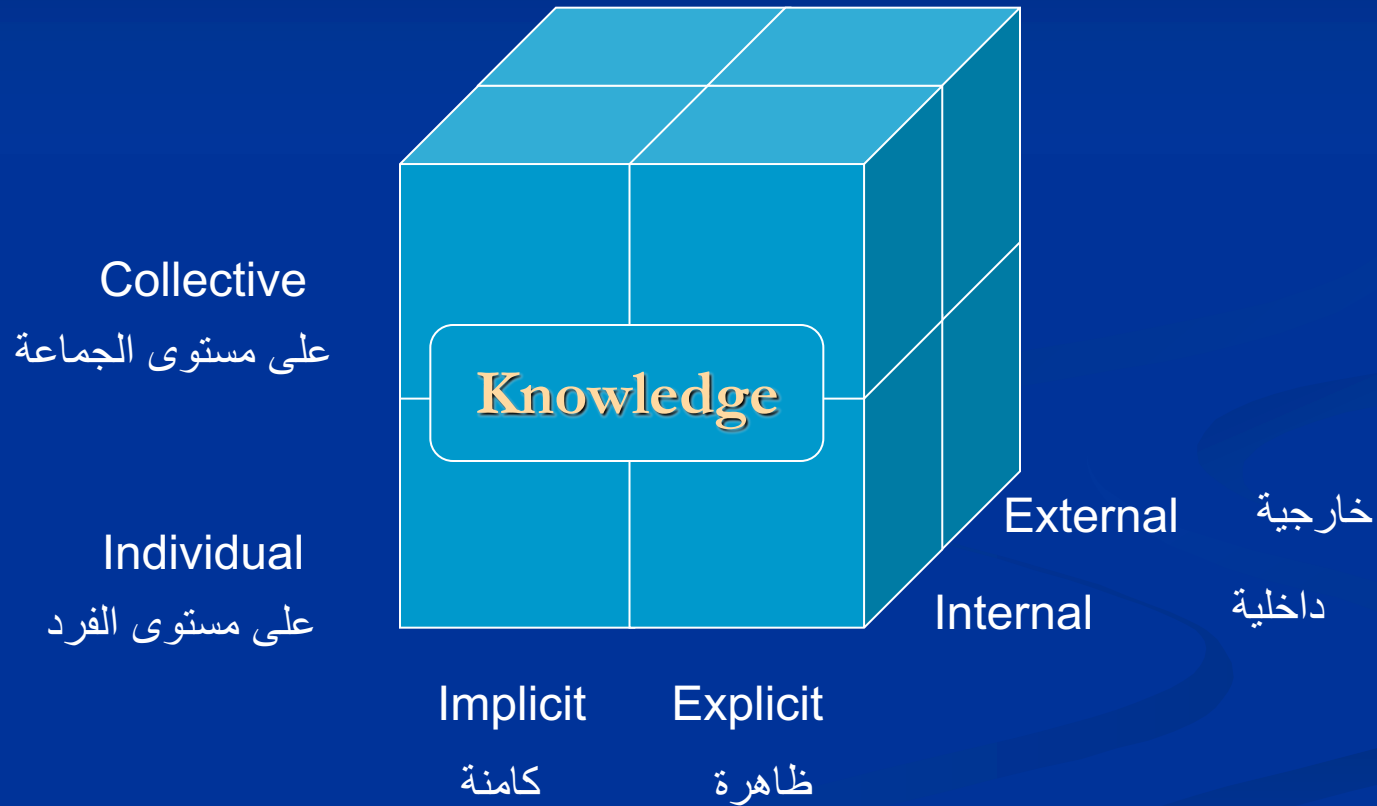 Collective
على مستوى الجماعة
Knowledge
Individual
على مستوى الفرد
External خارجية
Internal داخلية
Implicit Explicit
كامنة ظاهرة